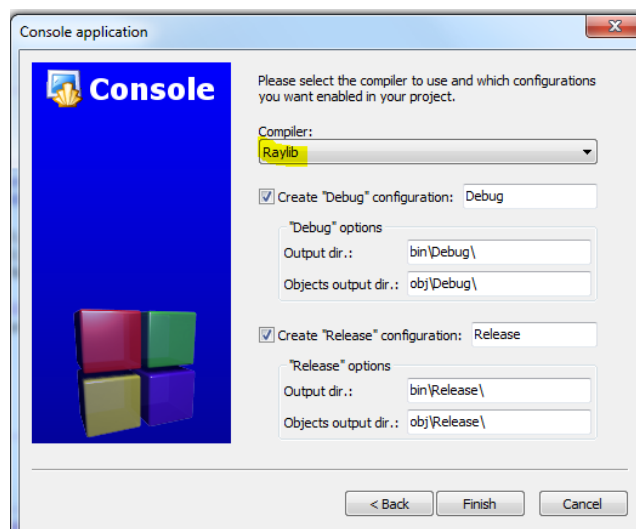 Console application
Console
Please select the compiler to use and which configurations
you want enabled in your project.
Compiler:
Raylib
Create "Debug" configuration: Debug
"Debug" options
Output dir.: bin\Debug\
Objects output dir.: obj\Debug\
Create "Release" configuration: Release
"Release" options
Output dir.: bin\Release\
Objects output dir.: obj\Release\
< Back Finish Cancel